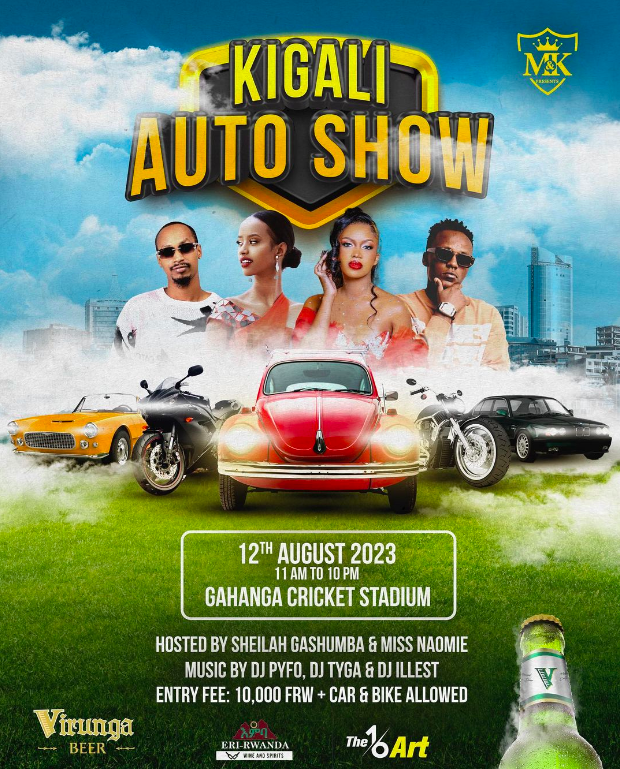 M&K
PRESENTS
KIGALI
AUTO SHOW
12TH AUGUST 2023
11 AM TO 10 PM
GAHANGA CRICKET STADIUM
HOSTED BY SHEILAH GASHUMBA & MISS NAOMIE
MUSIC BY DJ PYFO, DJ TYGA & DJ ILLEST
ENTRY FEE: 10,000 FRW + CAR & BIKE ALLOWED
Virunga
BEER
ERI-RWANDA
WINE AND SPIRITS
The 16 Art
V